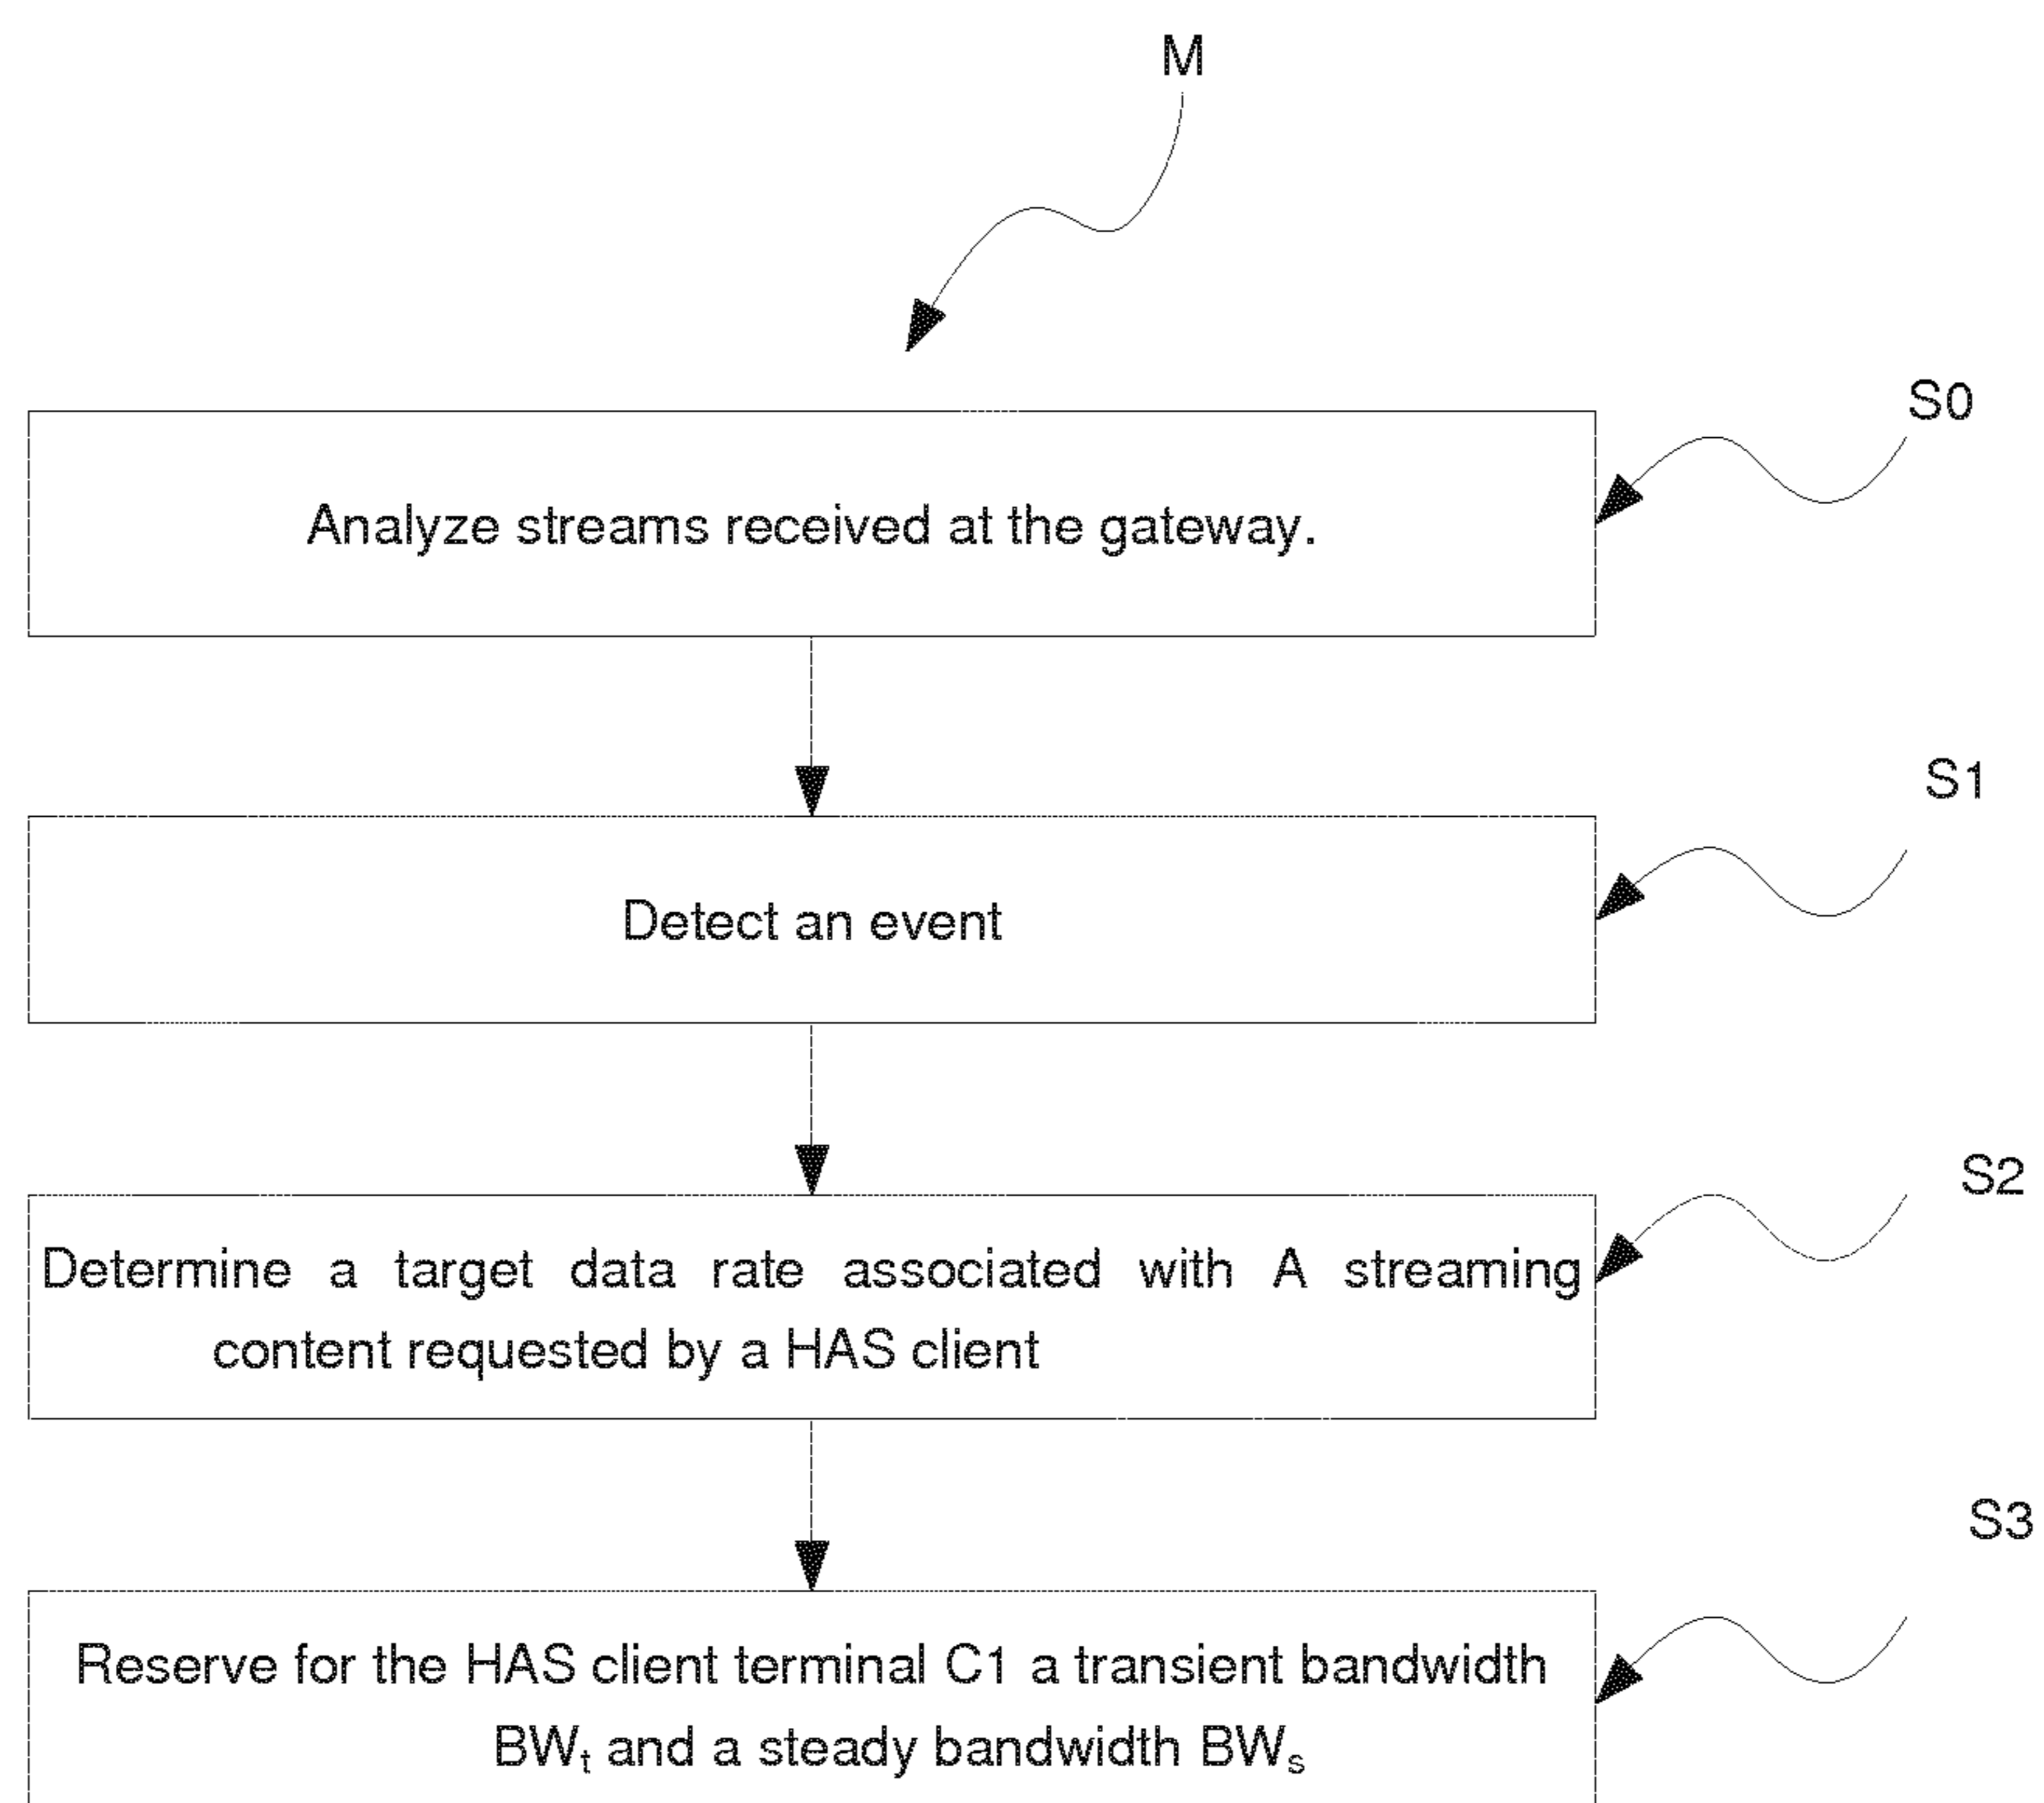 M
S0
Analyze streams received at the gateway.
S1
Detect an event
S2
Determine a target data rate associated with A streaming
content requested by a HAS client
S3
Reserve for the HAS client terminal C1 a transient bandwidth
BWt and a steady bandwidth BWs